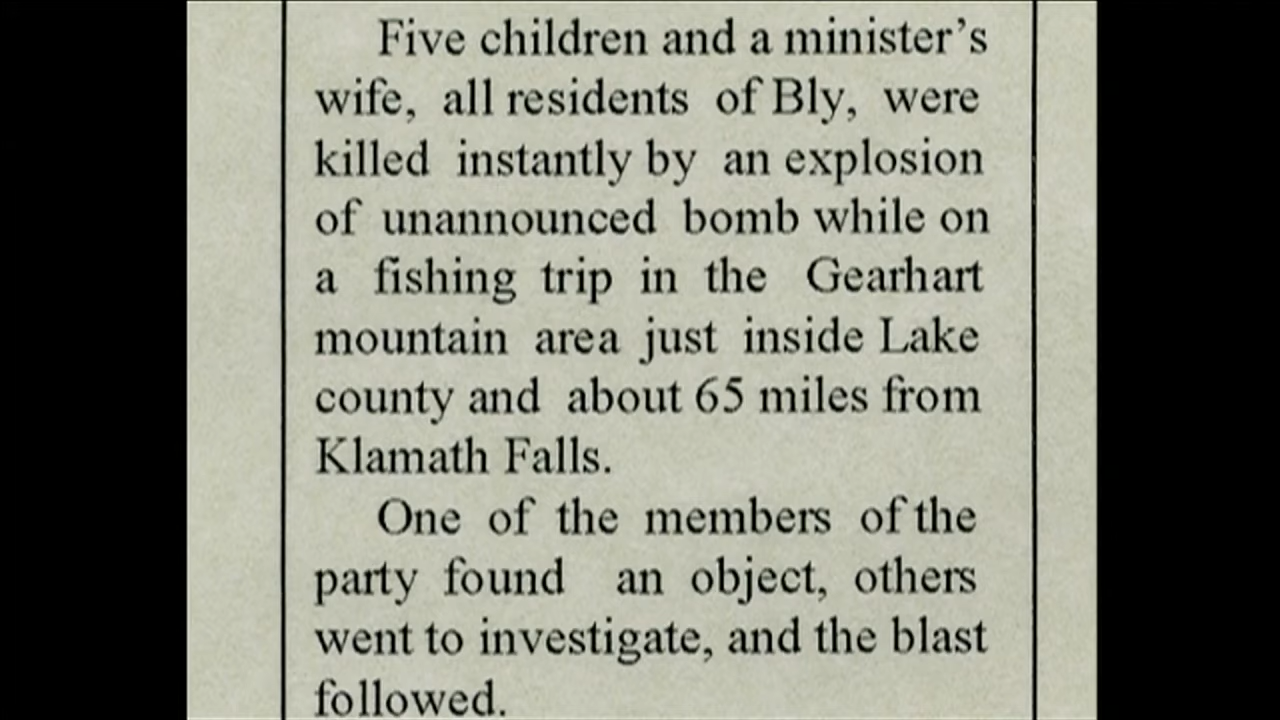 Five children and a minister's
wife, all residents of Bly, were
killed instantly by an explosion
of unannounced bomb while on
a fishing trip in the Gearhart
mountain area just inside Lake
county and about 65 miles from
Klamath Falls.
One of the members of the
party found an object, others
went to investigate, and the blast
followed.